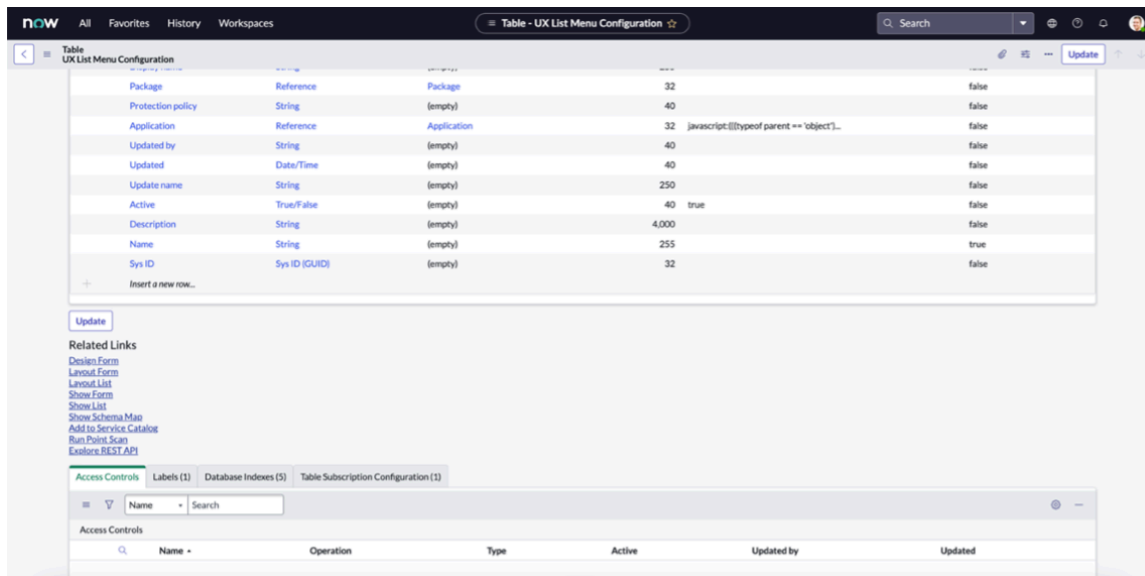 now All Favorites History Workspaces Table - UX List Menu Configuration Search
Table
UX List Menu Configuration Update
Package Reference Package 32 false
Protection policy String (empty) 40 false
Application Reference Application 32 javascript:(((typeof parent == 'object')... false
Updated by String (empty) 40 false
Updated Date/Time (empty) 40 false
Update name String (empty) 250 false
Active True/False (empty) 40 true false
Description String (empty) 4,000 false
Name String (empty) 255 true
Sys ID Sys ID (GUID) (empty) 32 false
Insert a new row...
Update
Related Links
Design Form
Layout Form
Layout List
Show Form
Show List
Show Schema Map
Add to Service Catalog
Run Point Scan
Explore REST API
Access Controls Labels (1) Database Indexes (5) Table Subscription Configuration (1)
Name Search
Access Controls
Name Operation Type Active Updated by Updated